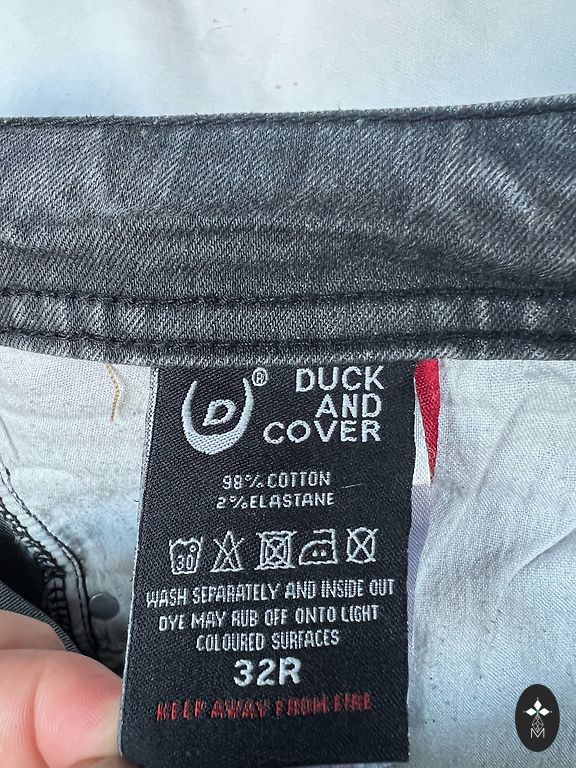 D ®
DUCK
AND
COVER
98% COTTON
2% ELASTANE
30
WASH SEPARATELY AND INSIDE OUT
DYE MAY RUB OFF ONTO LIGHT
COLOURED SURFACES
32R
KEEP AWAY FROM FIRE
M